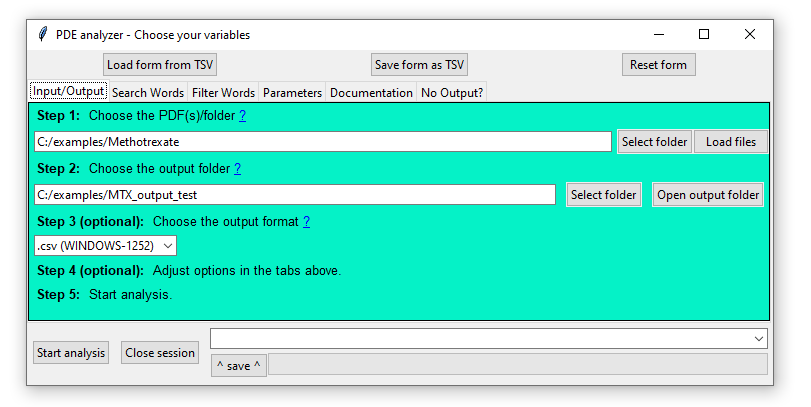 PDE analyzer - Choose your variables
Load form from TSV Save form as TSV Reset form
Input/Output Search Words Filter Words Parameters Documentation No Output?
Step 1: Choose the PDF(s)/folder ?
C:/examples/Methotrexate Select folder Load files
Step 2: Choose the output folder ?
C:/examples/MTX_output_test Select folder Open output folder
Step 3 (optional): Choose the output format ?
.csv (WINDOWS-1252)
Step 4 (optional): Adjust options in the tabs above.
Step 5: Start analysis.
Start analysis Close session
^ save ^